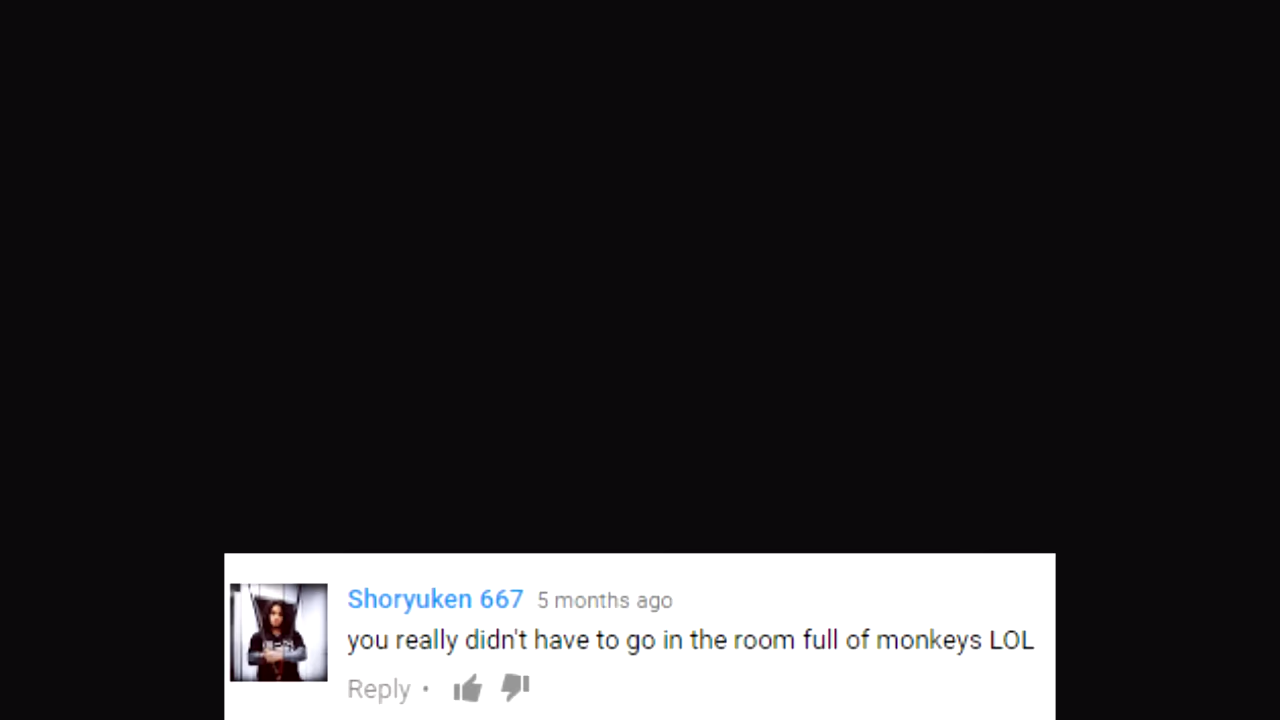 Shoryuken 667 5 months ago
you really didn't have to go in the room full of monkeys LOL
Reply •